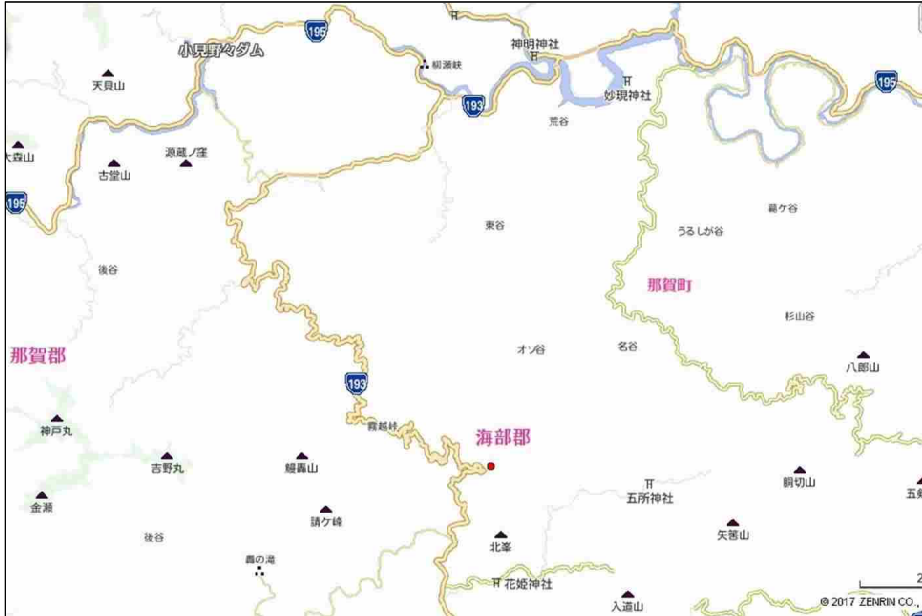 195
小見野々ダム
神明神社
天貝山
柳瀬峡
妙現神社
195
193
荒谷
大森山
古堂山
源蔵ノ窪
195
東谷
葛ケ谷
うるしが谷
後谷
那賀町
杉山谷
オソ谷
名谷
那賀郡
八郎山
193
神戸丸
霧越峠
海部郡
吉野丸
鰻轟山
胴切山
金瀬
五所神社
請ケ峰
矢筈山
後谷
北峯
轟の滝
花姫神社
入道山
© 2017 ZENRIN CO.